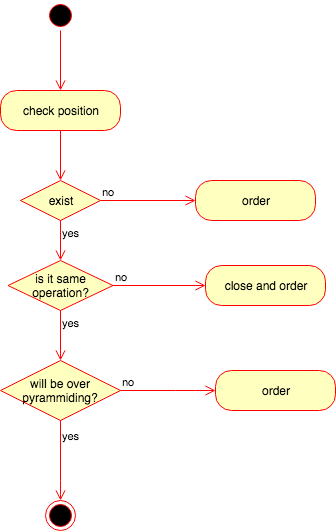 check position
exist
no
order
yes
is it same
operation?
no
close and order
yes
will be over
pyrammiding?
no
order
yes